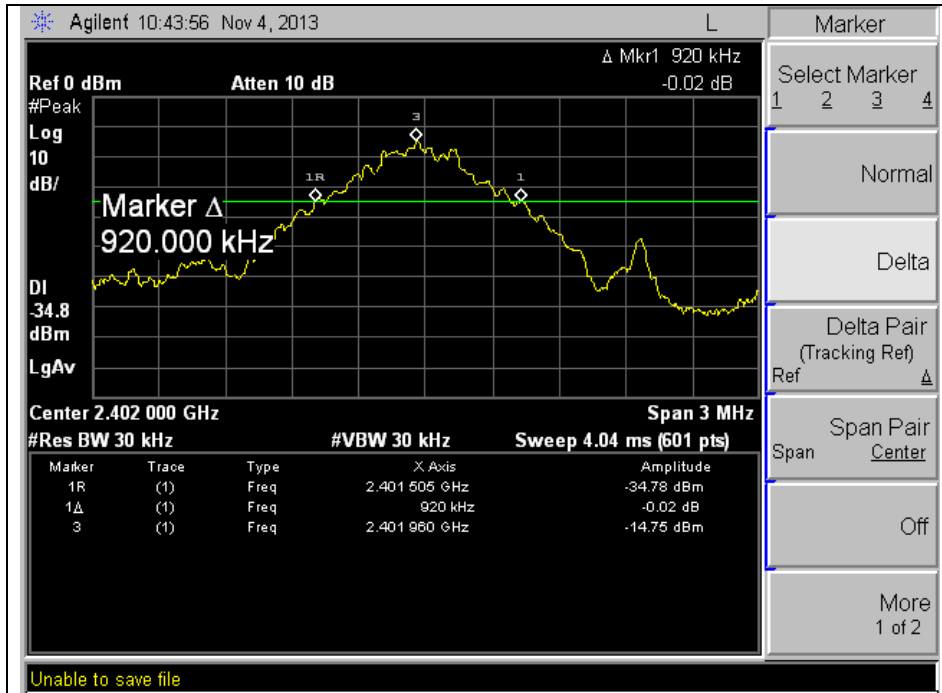 Agilent 10:43:56 Nov 4, 2013 L
Δ Mkr1 920 kHz
Ref 0 dBm Atten 10 dB -0.02 dB
#Peak
Log
10
dB/
3
1R
1
Marker Δ
920.000 kHz
DI
-34.8
dBm
LgAv
Center 2.402 000 GHz Span 3 MHz
#Res BW 30 kHz #VBW 30 kHz Sweep 4.04 ms (601 pts)
Marker Trace Type X Axis Amplitude
1R (1) Freq 2.401 505 GHz -34.78 dBm
1Δ (1) Freq 920 kHz -0.02 dB
3 (1) Freq 2.401 960 GHz -14.75 dBm
Unable to save file
Marker
Select Marker
1 2 3 4
Normal
Delta
Delta Pair
(Tracking Ref)
Ref Δ
Span Pair
Span Center
Off
More
1 of 2